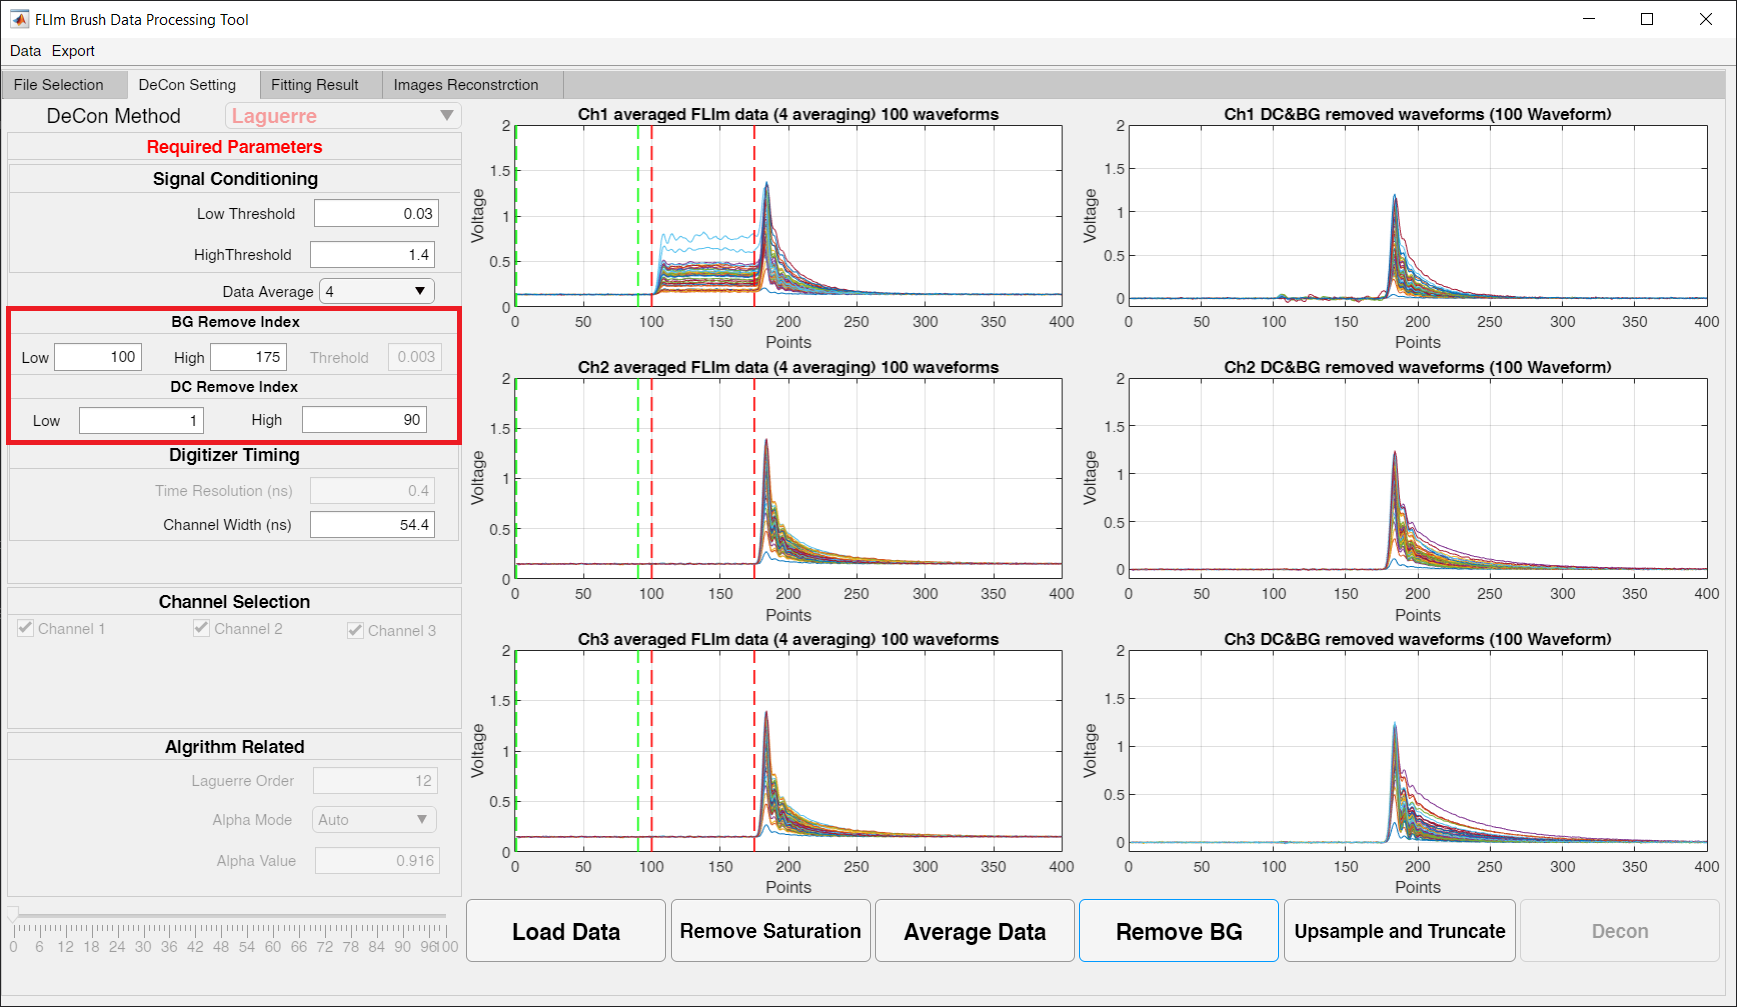 FLIm Brush Data Processing Tool
Data Export
File Selection DeCon Setting Fitting Result Images Reconstrction
DeCon Method Laguerre
Required Parameters
Signal Conditioning
Low Threshold 0.03
HighThreshold 1.4
Data Average 4
BG Remove Index
Low 100 High 175 Threhold 0.003
DC Remove Index
Low 1 High 90
Digitizer Timing
Time Resolution (ns) 0.4
Channel Width (ns) 54.4
Channel Selection
Channel 1 Channel 2 Channel 3
Algrithm Related
Laguerre Order 12
Alpha Mode Auto
Alpha Value 0.916
0 6 12 18 24 30 36 42 48 54 60 66 72 78 84 90 96 100
Ch1 averaged FLIm data (4 averaging) 100 waveforms
Voltage
2
1.5
1
0.5
0
0 50 100 150 200 250 300 350 400
Points
Ch1 DC&BG removed waveforms (100 Waveform)
Voltage
2
1.5
1
0.5
0
0 50 100 150 200 250 300 350 400
Points
Ch2 averaged FLIm data (4 averaging) 100 waveforms
Voltage
2
1.5
1
0.5
0
0 50 100 150 200 250 300 350 400
Points
Ch2 DC&BG removed waveforms (100 Waveform)
Voltage
2
1.5
1
0.5
0
0 50 100 150 200 250 300 350 400
Points
Ch3 averaged FLIm data (4 averaging) 100 waveforms
Voltage
2
1.5
1
0.5
0
0 50 100 150 200 250 300 350 400
Points
Ch3 DC&BG removed waveforms (100 Waveform)
Voltage
2
1.5
1
0.5
0
0 50 100 150 200 250 300 350 400
Points
Load Data Remove Saturation Average Data Remove BG Upsample and Truncate Decon